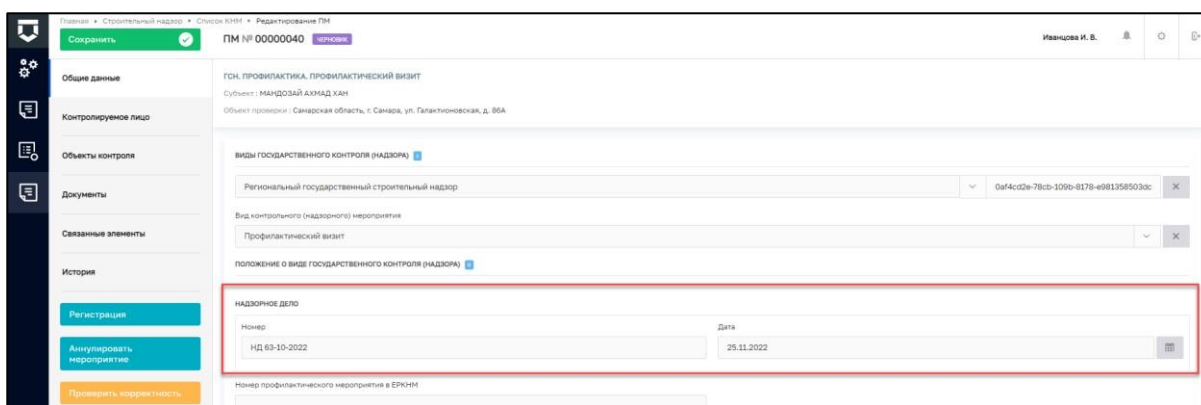 Главная • Строительный надзор • Список КНМ • Редактирование ПМ
Сохранить
ПМ № 00000040 ЧЕРНОВИК
Иванцова И. В.
Общие данные
Контролируемое лицо
Объекты контроля
Документы
Связанные элементы
История
Регистрация
Аннулировать
мероприятие
Проверить корректность
ГСН. ПРОФИЛАКТИКА. ПРОФИЛАКТИЧЕСКИЙ ВИЗИТ
Субъект : МАНДОЗАЙ АХМАД ХАН
Объект проверки : Самарская область, г. Самара, ул. Галактионовская, д. 86А
ВИДЫ ГОСУДАРСТВЕННОГО КОНТРОЛЯ (НАДЗОРА)
Региональный государственный строительный надзор
0af4cd2e-78cb-109b-8178-e981358503dc
Вид контрольного (надзорного) мероприятия
Профилактический визит
ПОЛОЖЕНИЕ О ВИДЕ ГОСУДАРСТВЕННОГО КОНТРОЛЯ (НАДЗОРА)
НАДЗОРНОЕ ДЕЛО
Номер
Дата
НД 63-10-2022
25.11.2022
Номер профилактического мероприятия в ЕРКНМ